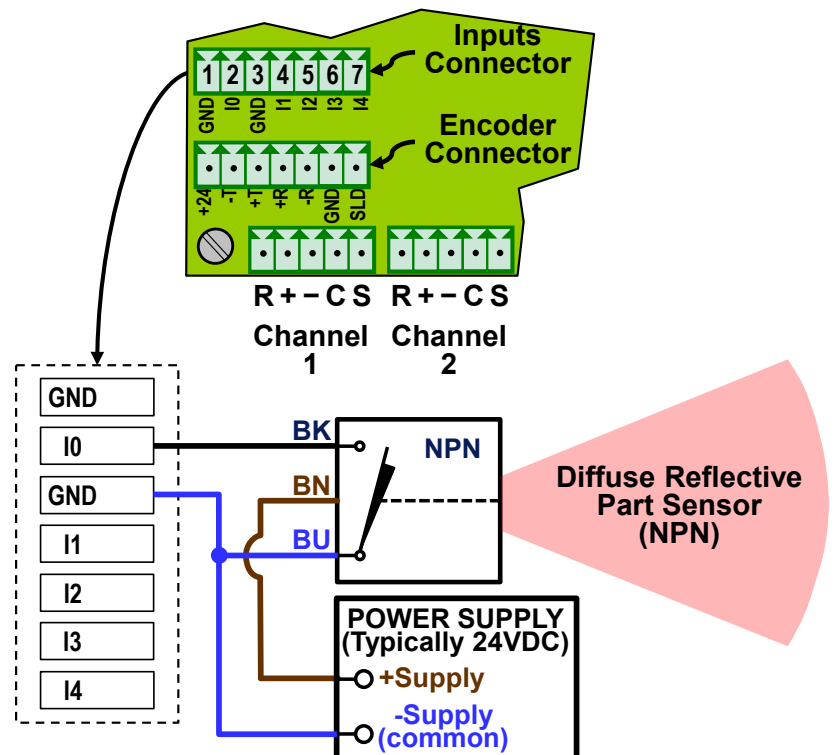 Inputs
Connector
1 2 3 4 5 6 7
GND I0 GND I1 I2 I3 I4
Encoder
Connector
+24 -T +T +R -R GND SLD
R + − C S
R + − C S
Channel
1
Channel
2
GND
I0
GND
I1
I2
I3
I4
BK
BN
BU
NPN
Diffuse Reflective
Part Sensor
(NPN)
POWER SUPPLY
(Typically 24VDC)
+Supply
-Supply
(common)